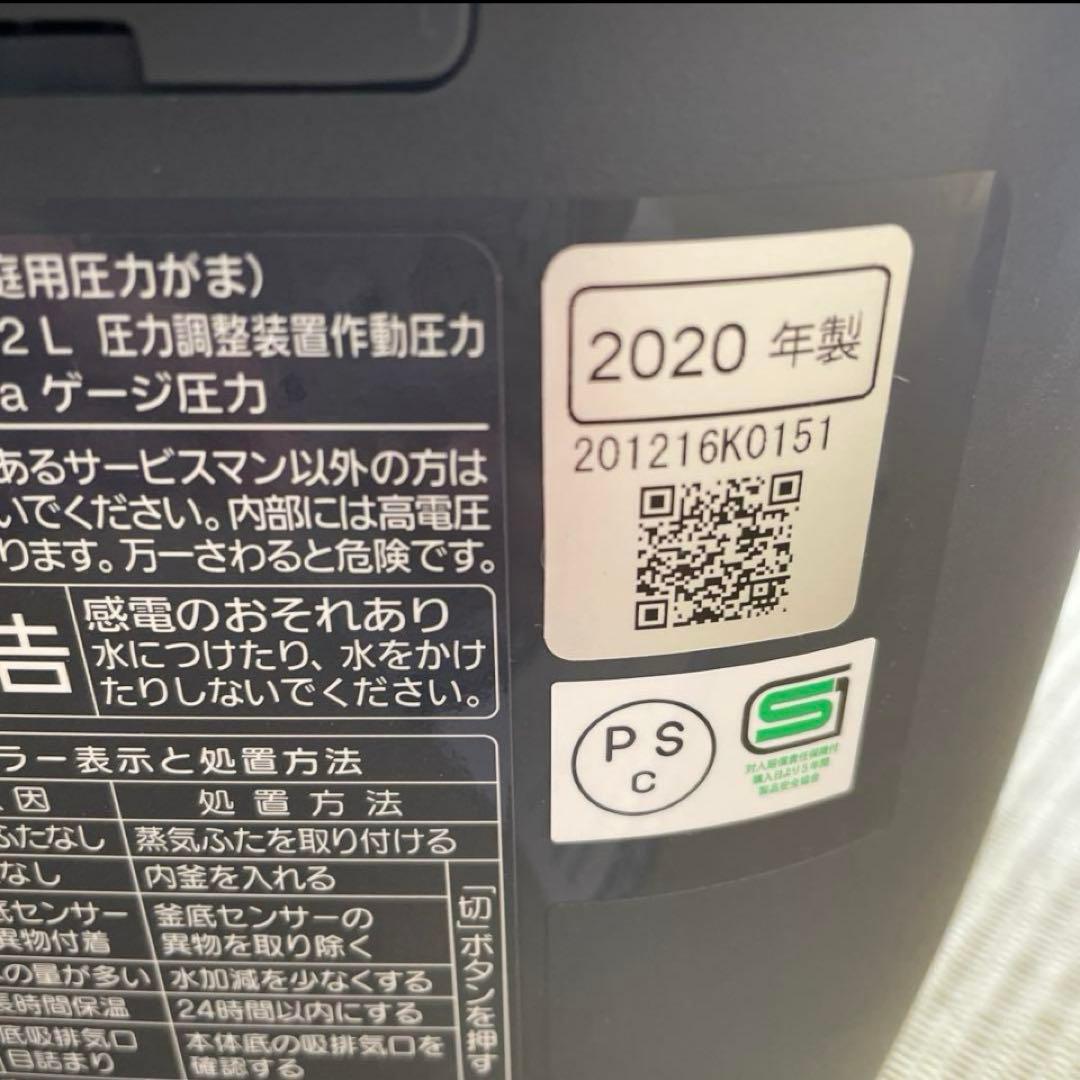 庭用圧力がま)
2L 圧力調整装置作動圧力
a ゲージ圧力
あるサービスマン以外の方は
いでください。内部には高電圧
ります。万一さわると危険です。
告
感電のおそれあり
水につけたり、水をかけ
たりしないでください。
ラー表示と処置方法
因 処置方法
ふたなし 蒸気ふたを取り付ける
なし 内釜を入れる
底センサー 釜底センサーの
異物付着 異物を取り除く
の量が多い 水加減を少なくする
長時間保温 24時間以内にする
底吸排気口 本体底の吸排気口を
目詰まり 確認する
「切」ボタンを押す
2020 年製
201216K0151
PS
C
S
対人賠償責任保険付
購入日より5年間
製品安全協会